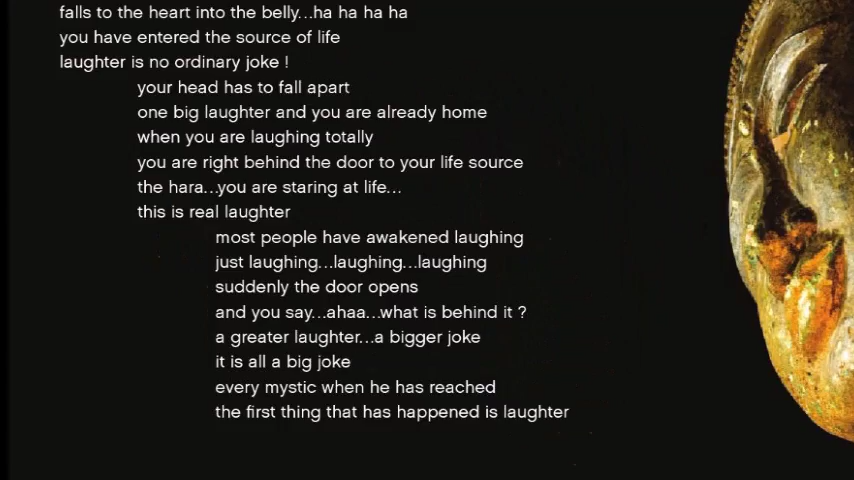 falls to the heart into the belly...ha ha ha ha
you have entered the source of life
laughter is no ordinary joke !
your head has to fall apart
one big laughter and you are already home
when you are laughing totally
you are right behind the door to your life source
the hara...you are staring at life...
this is real laughter
most people have awakened laughing
just laughing...laughing...laughing
suddenly the door opens
and you say...ahaa...what is behind it ?
a greater laughter...a bigger joke
it is all a big joke
every mystic when he has reached
the first thing that has happened is laughter